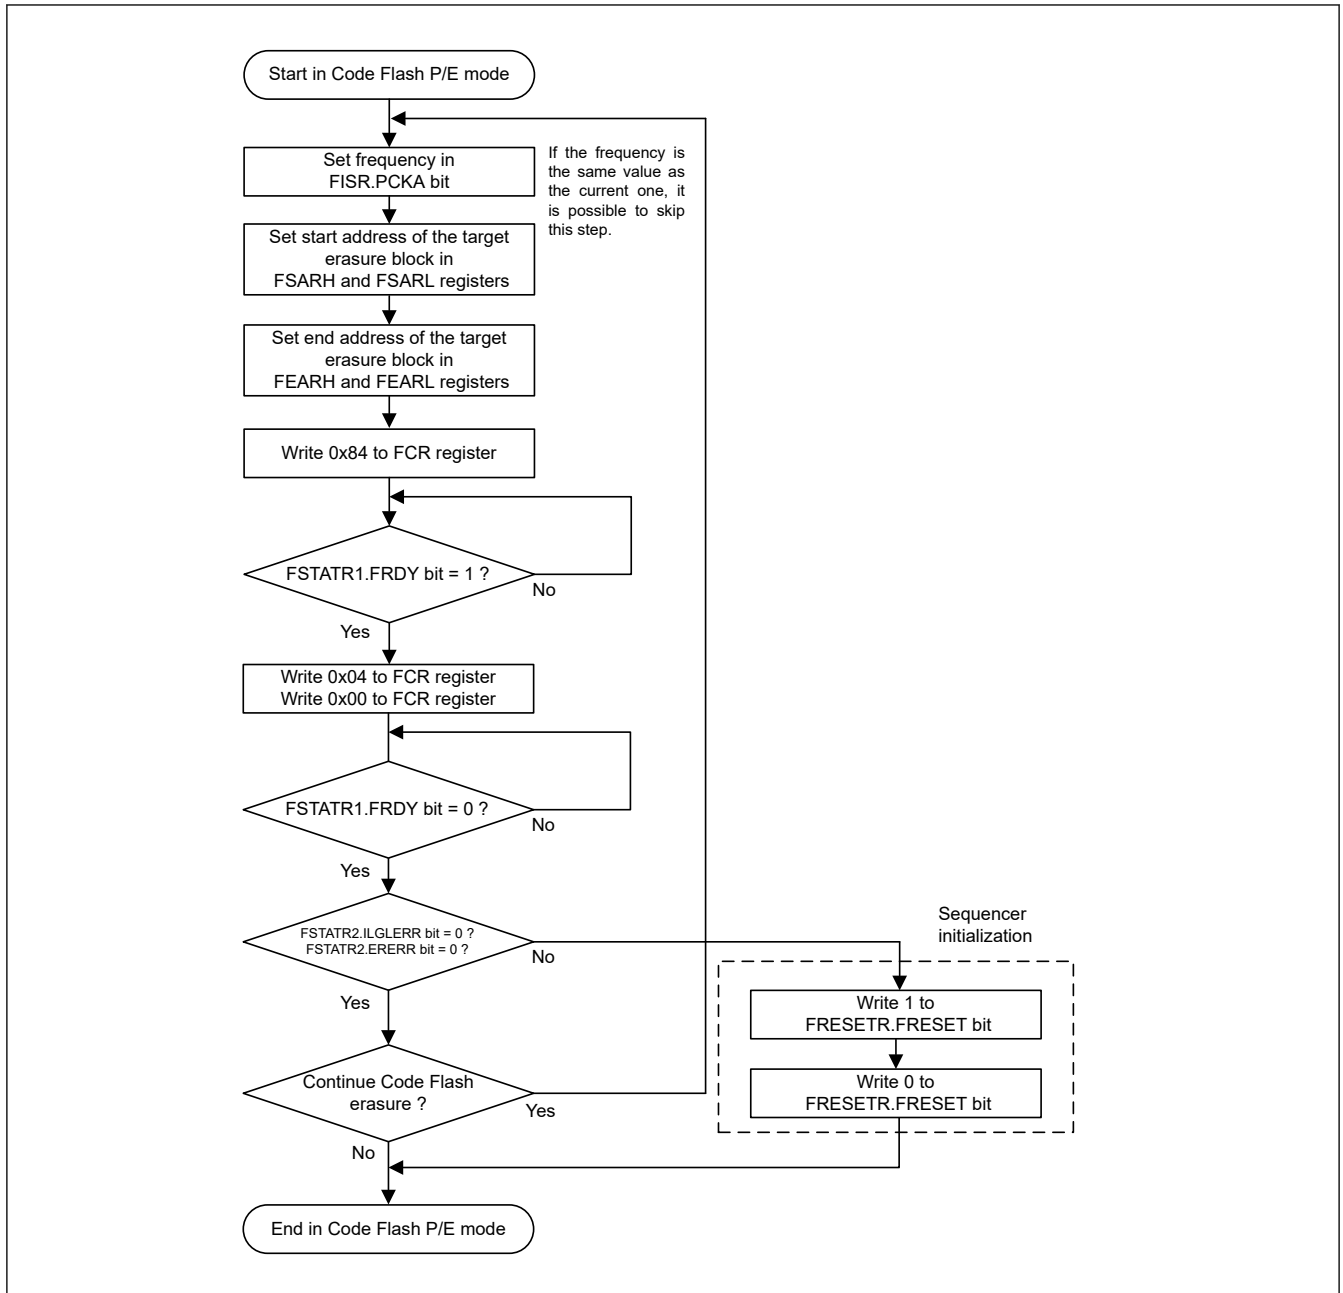 Start in Code Flash P/E mode
Set frequency in
FISR.PCKA bit
If the frequency is
the same value as
the current one, it
is possible to skip
this step.
Set start address of the target
erasure block in
FSARH and FSARL registers
Set end address of the target
erasure block in
FEARH and FEARL registers
Write 0x84 to FCR register
FSTATR1.FRDY bit = 1 ?
No
Yes
Write 0x04 to FCR register
Write 0x00 to FCR register
FSTATR1.FRDY bit = 0 ?
No
Yes
FSTATR2.ILGLERR bit = 0 ?
FSTATR2.ERERR bit = 0 ?
No
Yes
Sequencer
initialization
Write 1 to
FRESETR.FRESET bit
Write 0 to
FRESETR.FRESET bit
Continue Code Flash
erasure ?
Yes
No
End in Code Flash P/E mode